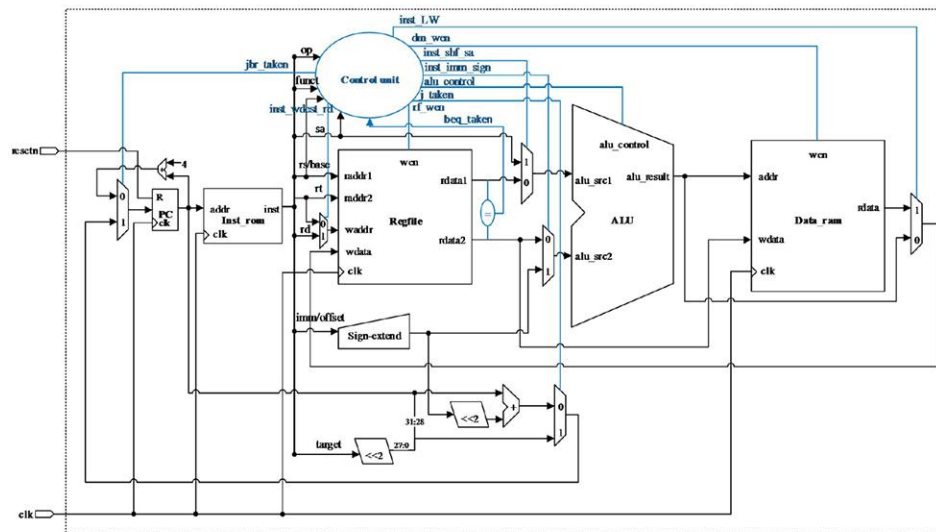 inst_LW
dm_wen
inst_shf_sa
inst_imm_sign
alu_control
j_taken
rf_wen
beq_taken
jbr_taken
op
Control unit
funct
inst_wdest_rd
sa
resetn
4
+
0
1
R
PC
clk
addr
Inst_rom
inst
clk
rs/base
rt
rd
0
1
wen
raddr1
raddr2
Regfile
waddr
wdata
clk
rdata1
rdata2
=
1
0
0
1
alu_control
alu_src1
alu_result
ALU
alu_src2
wen
addr
rdata
Data_ram
wdata
clk
1
0
imm/offset
Sign-extend
31:28
<<2
+
0
1
target
<<2
27:0
clk